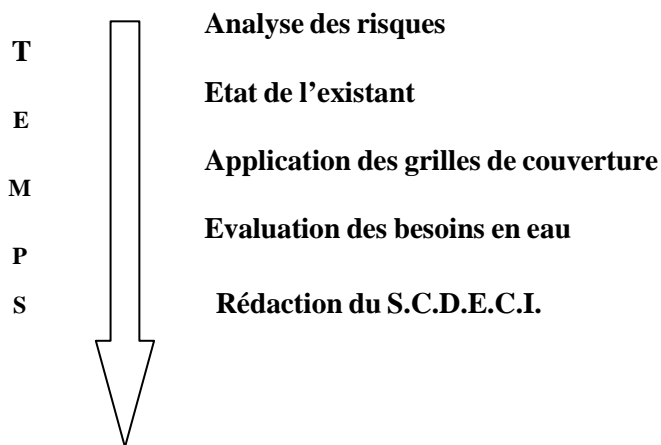 T
E
M
P
S
Analyse des risques
Etat de l'existant
Application des grilles de couverture
Evaluation des besoins en eau
Rédaction du S.C.D.E.C.I.